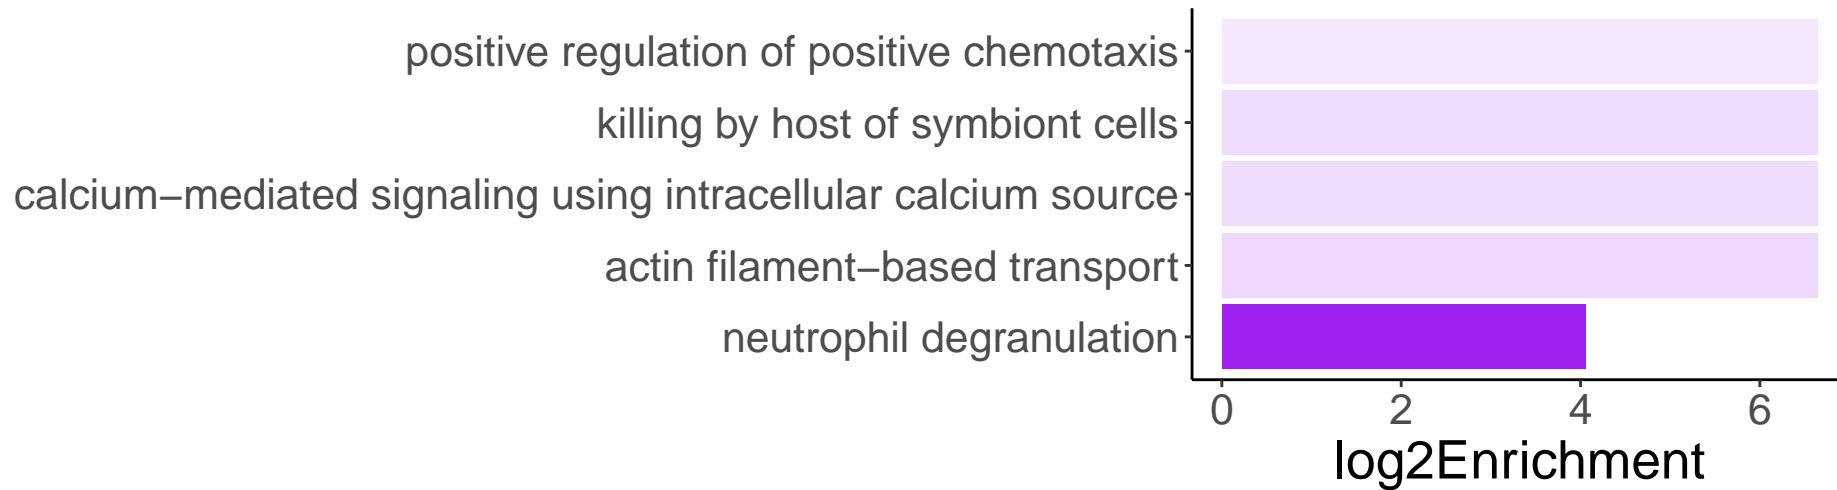 positive regulation of positive chemotaxis
killing by host of symbiont cells
calcium−mediated signaling using intracellular calcium source
actin filament−based transport
neutrophil degranulation
0 2 4 6
log2Enrichment